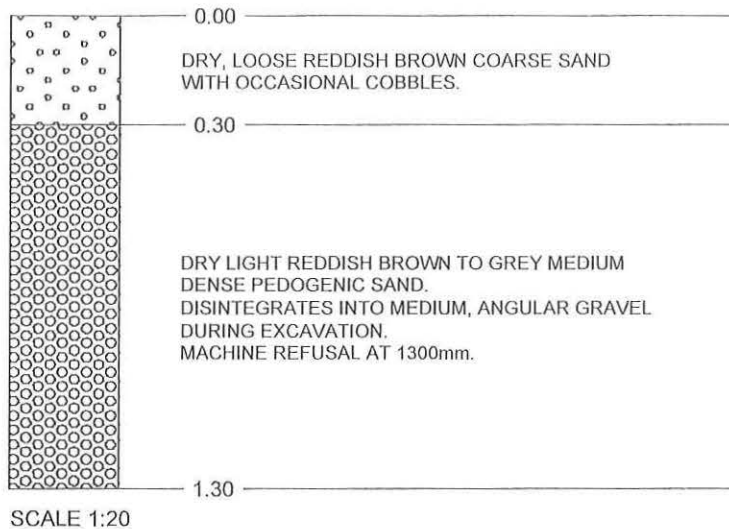 0.00
DRY, LOOSE REDDISH BROWN COARSE SAND
WITH OCCASIONAL COBBLES.
0.30
DRY LIGHT REDDISH BROWN TO GREY MEDIUM
DENSE PEDOGENIC SAND.
DISINTEGRATES INTO MEDIUM, ANGULAR GRAVEL
DURING EXCAVATION.
MACHINE REFUSAL AT 1300mm.
1.30
SCALE 1:20